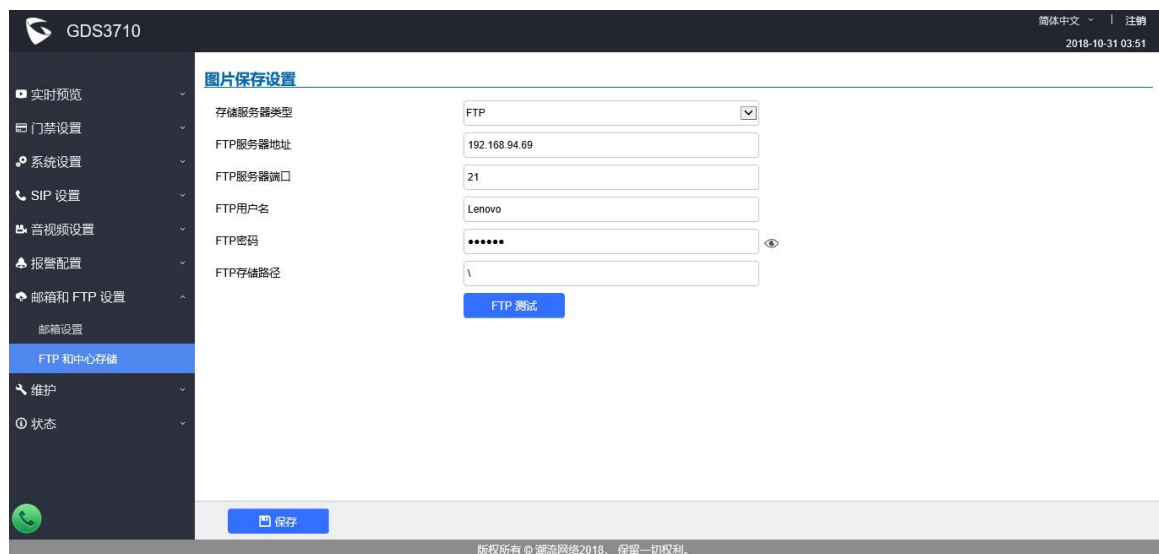 GDS3710
简体中文 | 注销
2018-10-31 03:51
实时预览
门禁设置
系统设置
SIP 设置
音视频设置
报警配置
邮箱和 FTP 设置
邮箱设置
FTP 和中心存储
维护
状态
图片保存设置
存储服务器类型 FTP
FTP服务器地址 192.168.94.69
FTP服务器端口 21
FTP用户名 Lenovo
FTP密码 ••••••
FTP存储路径 \
FTP 测试
保存
版权所有 © 潮流网络2018, 保留一切权利。